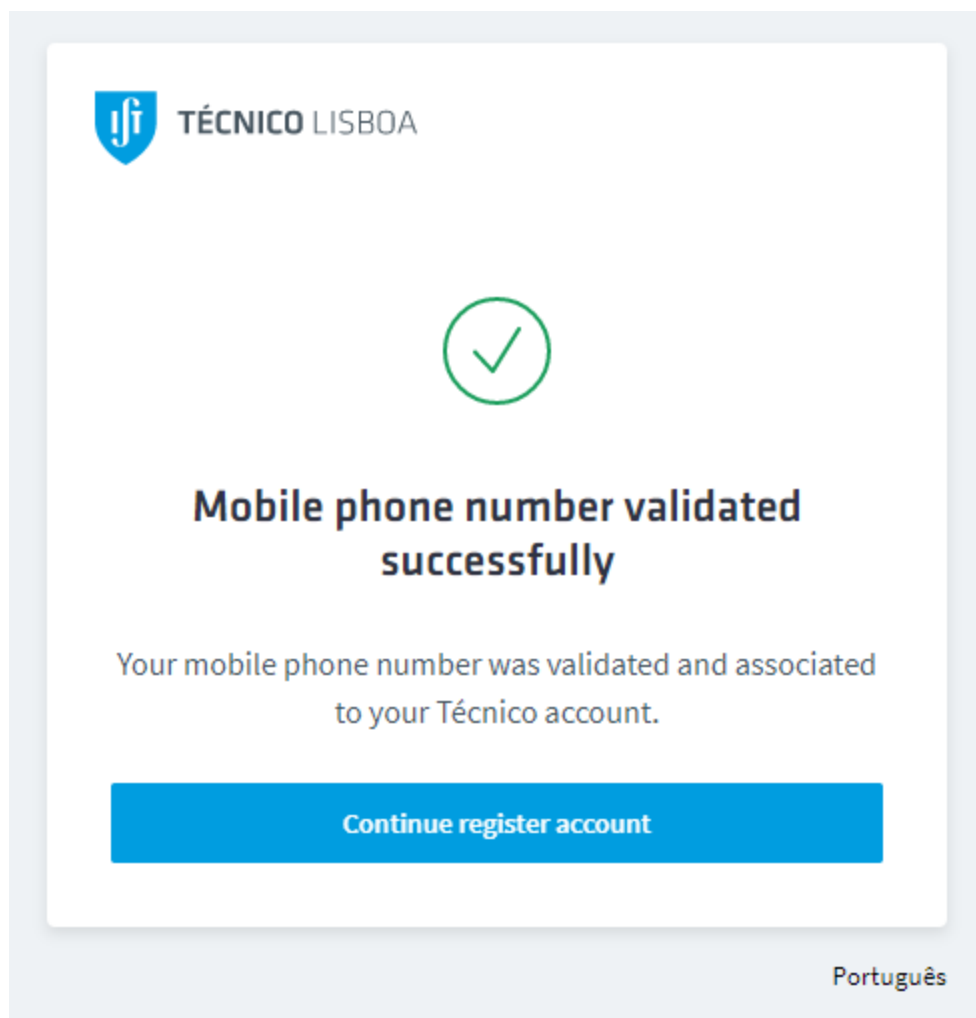 IST TÉCNICO LISBOA
Mobile phone number validated
successfully
Your mobile phone number was validated and associated
to your Técnico account.
Continue register account
Português